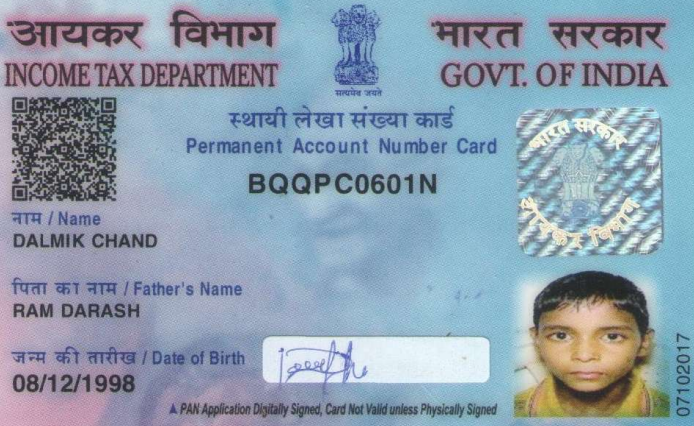 आयकर विभाग
INCOME TAX DEPARTMENT
सत्यमेव जयते
भारत सरकार
GOVT. OF INDIA
स्थायी लेखा संख्या कार्ड
Permanent Account Number Card
BQQPC0601N
भारत सरकार
आयकर विभाग
नाम / Name
DALMIK CHAND
पिता का नाम / Father's Name
RAM DARASH
जन्म की तारीख / Date of Birth
08/12/1998
PAN Application Digitally Signed, Card Not Valid unless Physically Signed
07102017